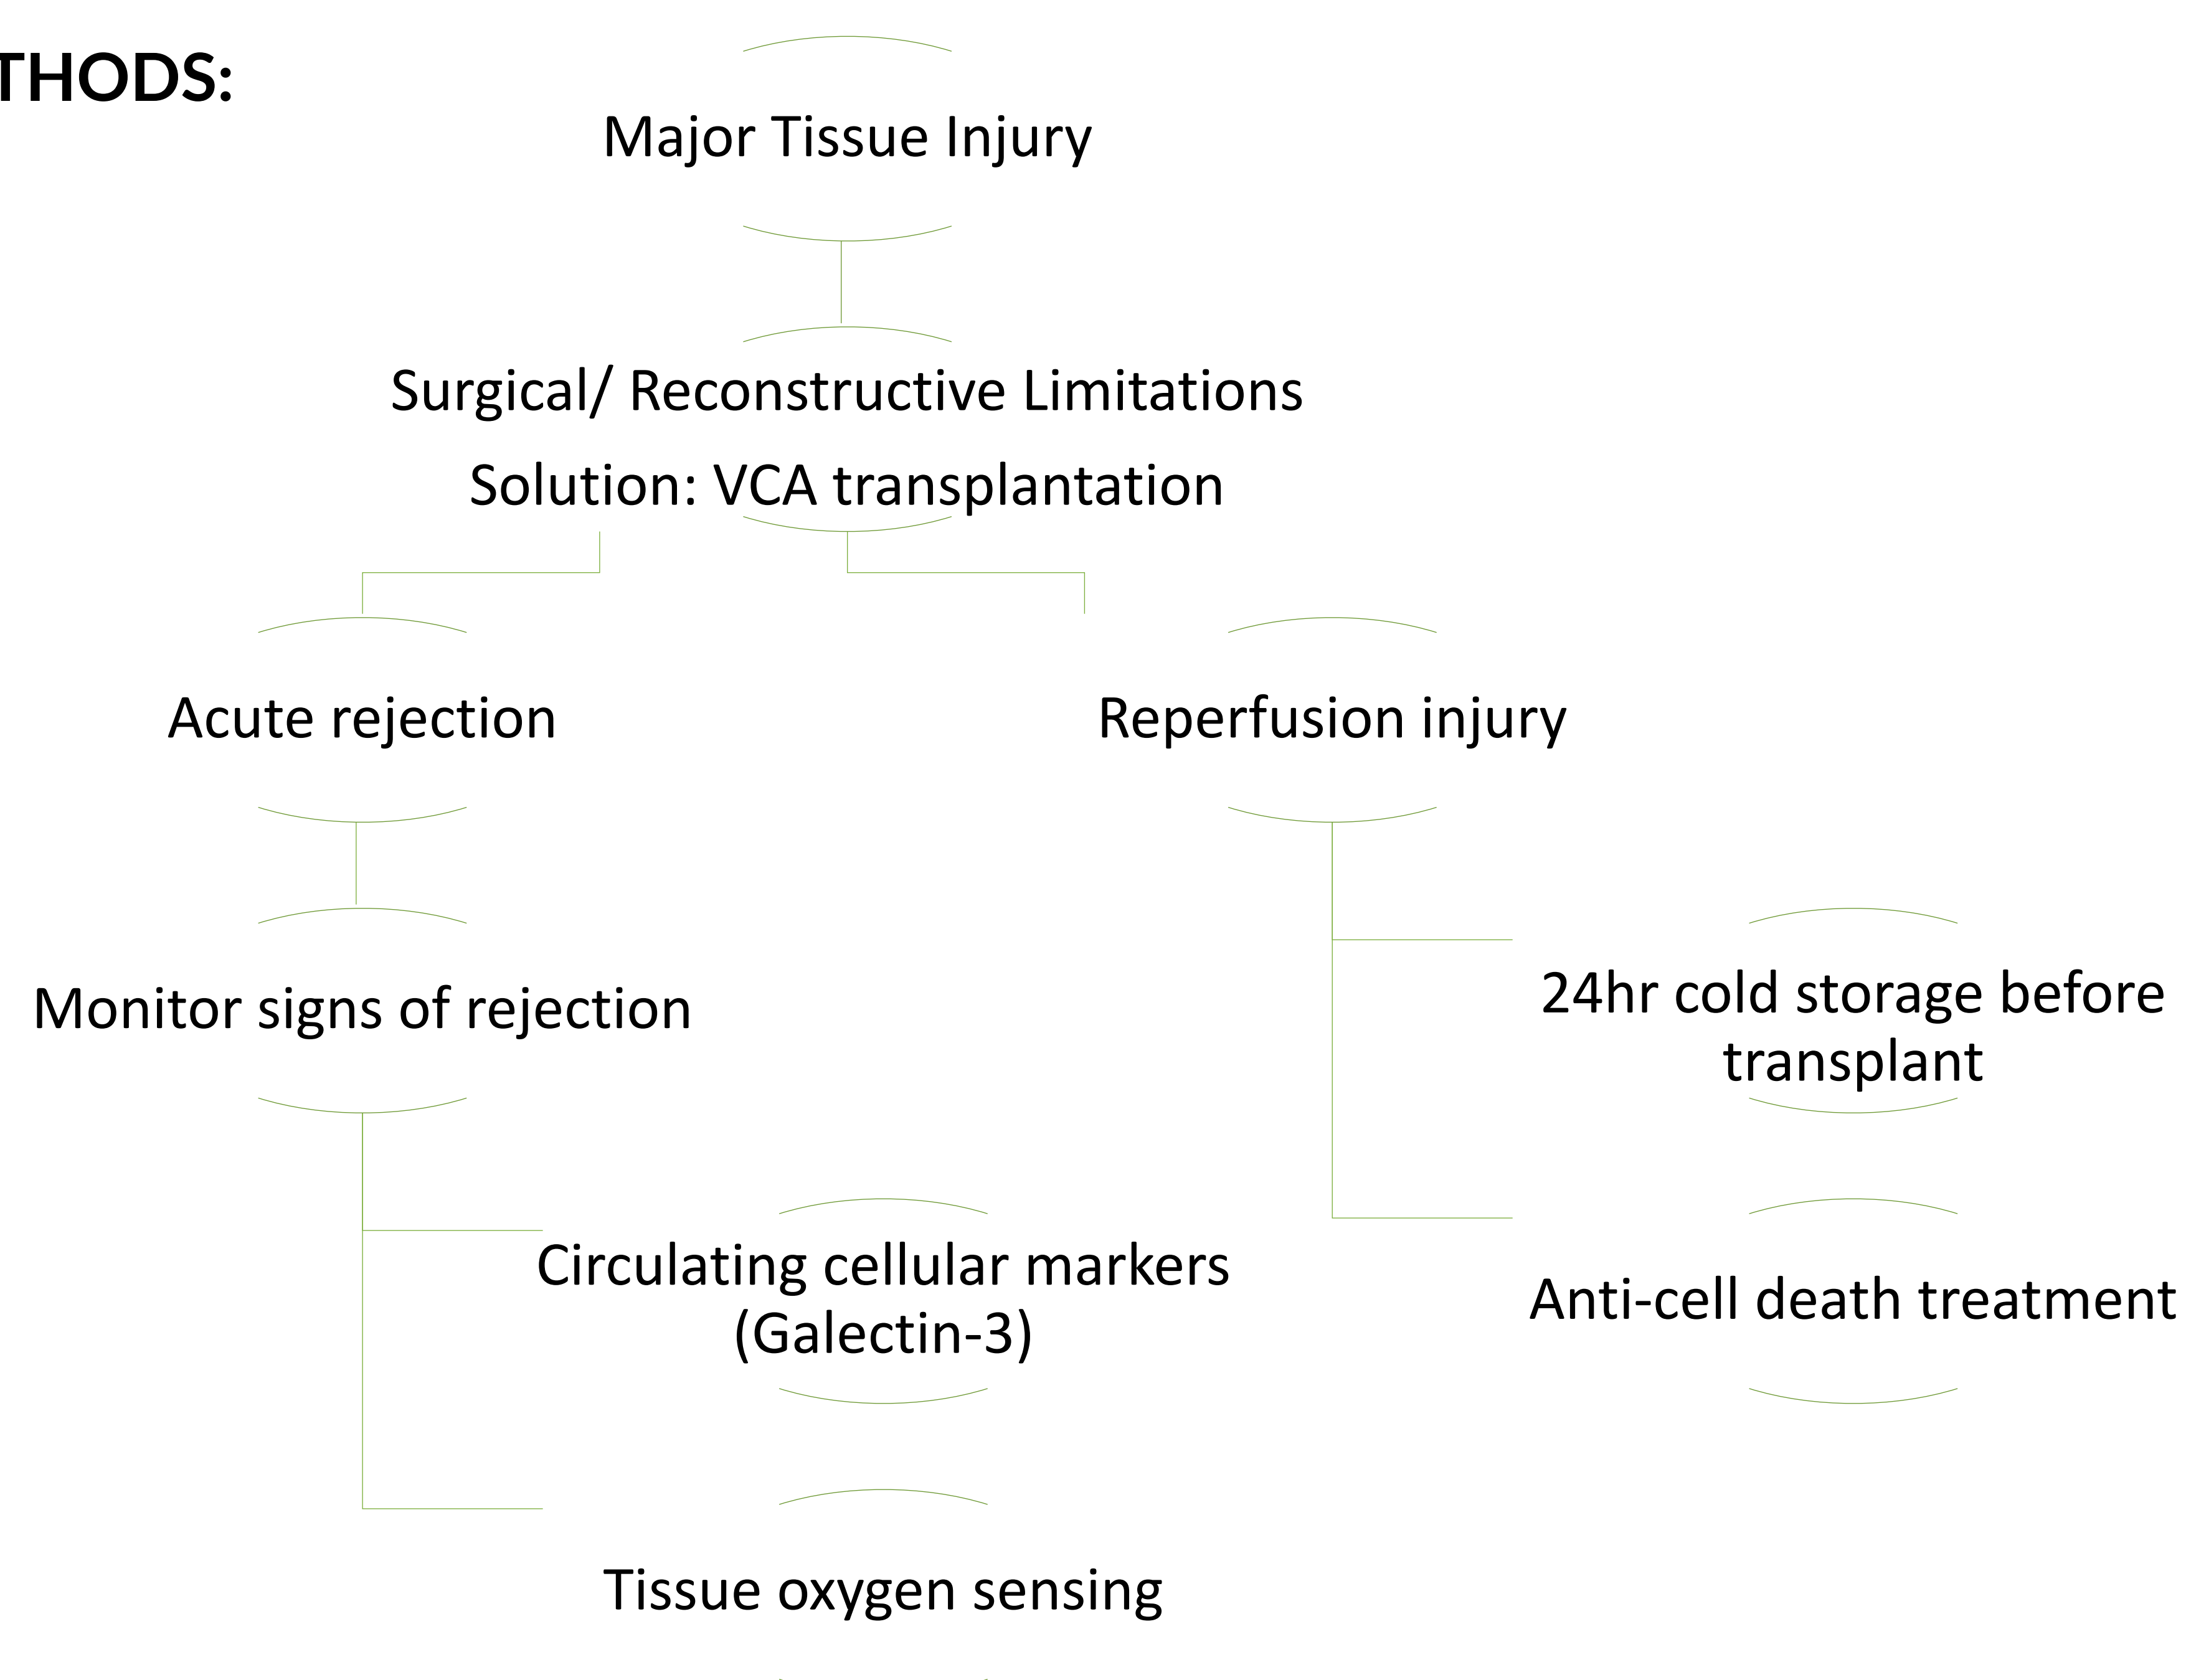 THODS:
Major Tissue Injury
Surgical/ Reconstructive Limitations
Solution: VCA transplantation
Acute rejection
Reperfusion injury
Monitor signs of rejection
24hr cold storage before
transplant
Circulating cellular markers
(Galectin-3)
Anti-cell death treatment
Tissue oxygen sensing